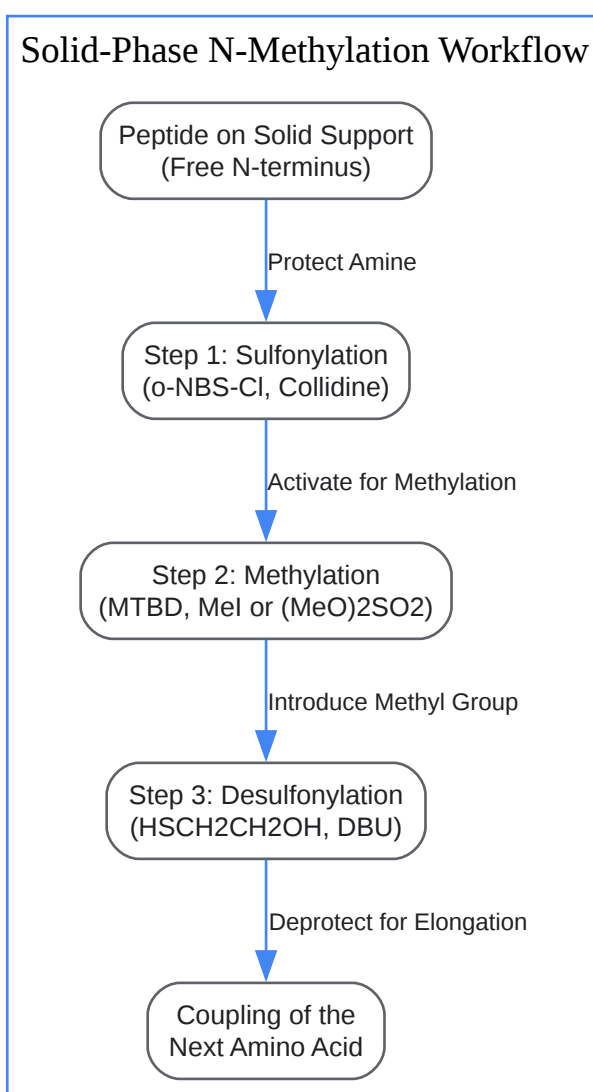 Solid-Phase N-Methylation Workflow
Peptide on Solid Support
(Free N-terminus)
Protect Amine
Step 1: Sulfonylation
(o-NBS-Cl, Collidine)
Activate for Methylation
Step 2: Methylation
(MTBD, MeI or (MeO)2SO2)
Introduce Methyl Group
Step 3: Desulfonylation
(HSCH2CH2OH, DBU)
Deprotect for Elongation
Coupling of the
Next Amino Acid